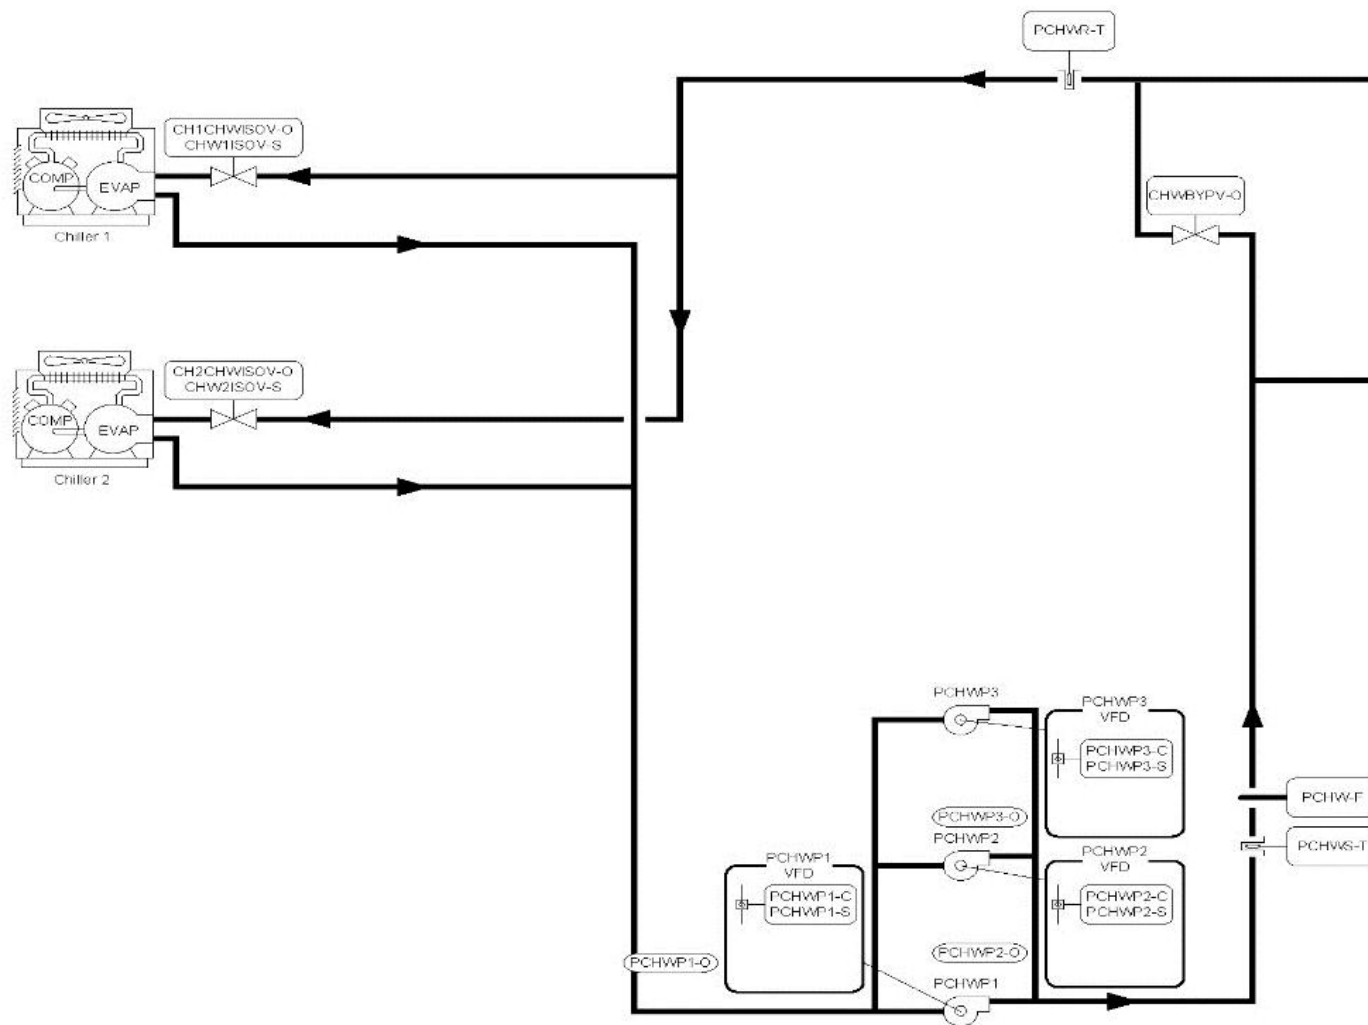 PCHWR-T
CH1CHWISOV-O
CHW1ISOV-S
COMP
EVAP
Chiller 1
CHWBYPV-O
CH2CHWISOV-O
CHW2ISOV-S
COMP
EVAP
Chiller 2
PCHWP3
PCHWP3
VFD
PCHWP3-C
PCHWP3-S
PCHW-F
PCHWP3-O
PCHWP2
PCHWS-T
PCHWP1
VFD
PCHWP1-C
PCHWP1-S
PCHWP2
VFD
PCHWP2-C
PCHWP2-S
PCHWP1-O
PCHWP2-O
PCHWP1